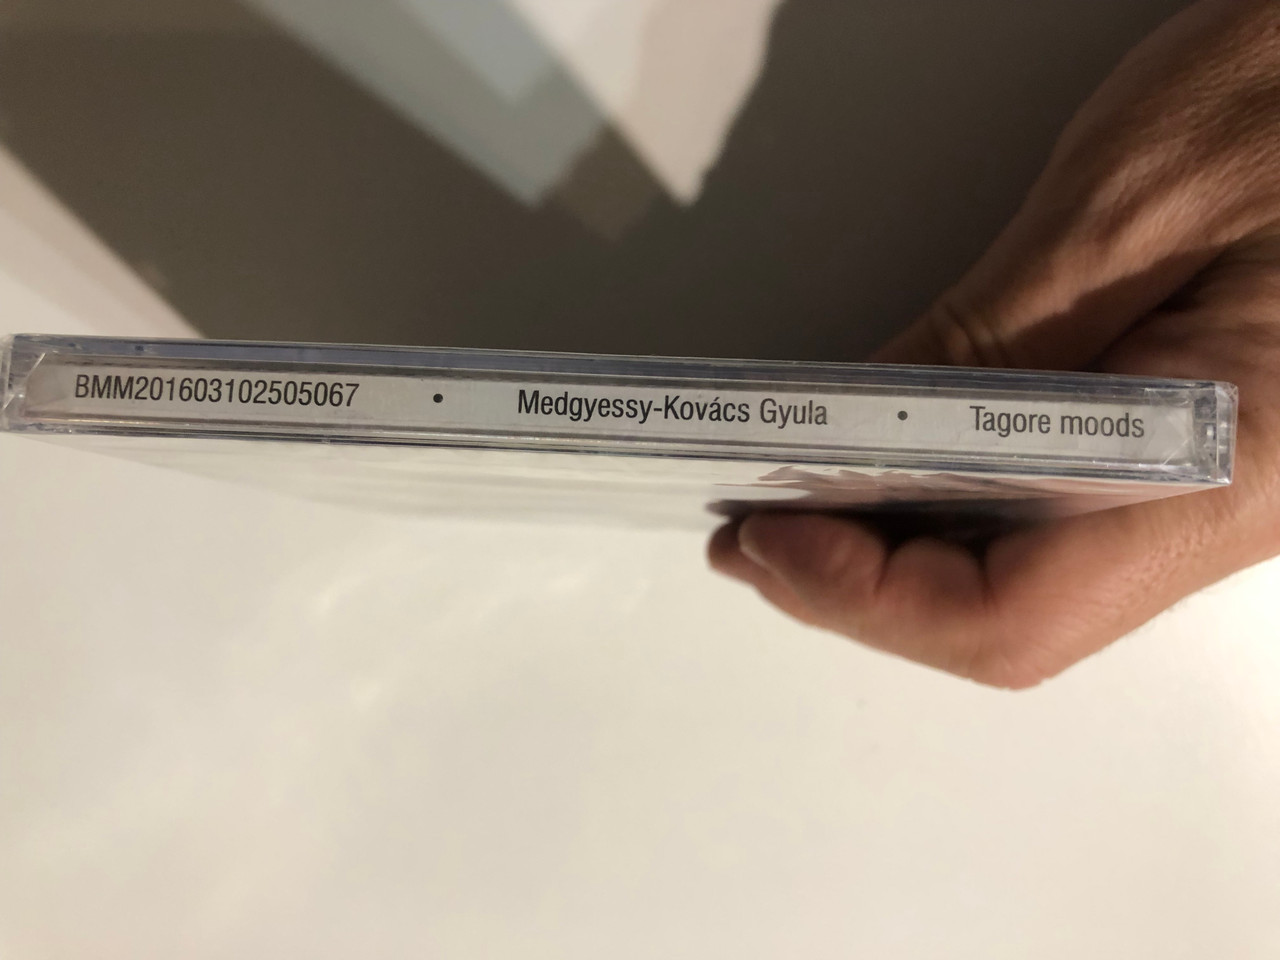 BMM201603102505067 • Medgyessy-Kovács Gyula • Tagore moods